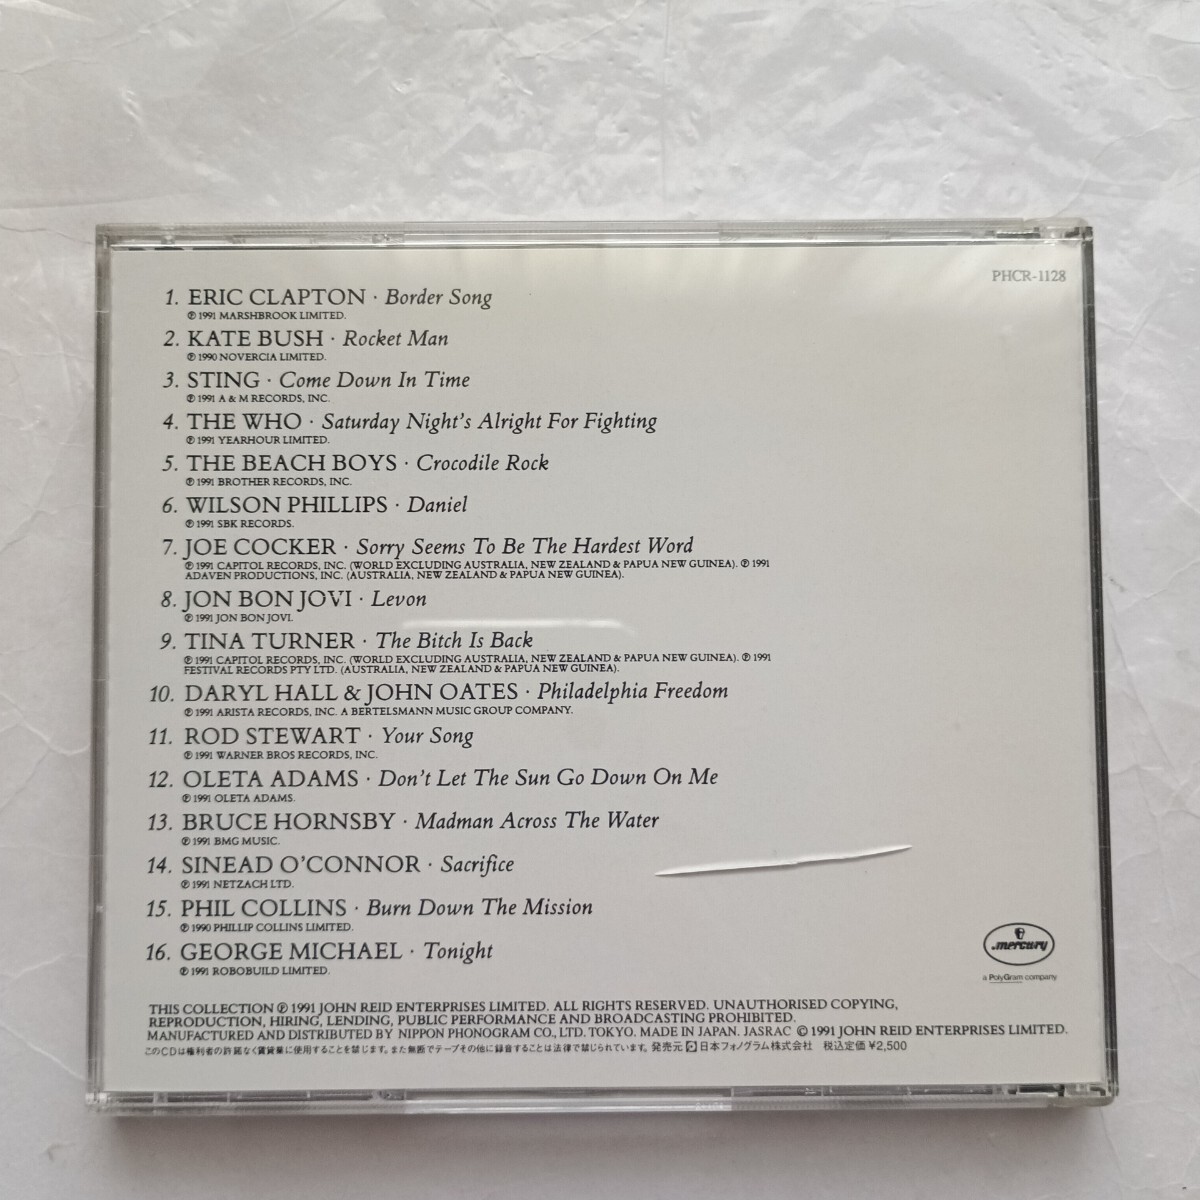 PHCR-1128
1. ERIC CLAPTON · Border Song
℗ 1991 MARSHBROOK LIMITED.
2. KATE BUSH · Rocket Man
℗ 1990 NOVERCIA LIMITED.
3. STING · Come Down In Time
℗ 1991 A & M RECORDS, INC.
4. THE WHO · Saturday Night's Alright For Fighting
℗ 1991 YEARHOUR LIMITED.
5. THE BEACH BOYS · Crocodile Rock
℗ 1991 BROTHER RECORDS, INC.
6. WILSON PHILLIPS · Daniel
℗ 1991 SBK RECORDS.
7. JOE COCKER · Sorry Seems To Be The Hardest Word
℗ 1991 CAPITOL RECORDS, INC. (WORLD EXCLUDING AUSTRALIA, NEW ZEALAND & PAPUA NEW GUINEA). ℗ 1991
ADAVEN PRODUCTIONS, INC. (AUSTRALIA, NEW ZEALAND & PAPUA NEW GUINEA).
8. JON BON JOVI · Levon
℗ 1991 JON BON JOVI.
9. TINA TURNER · The Bitch Is Back
℗ 1991 CAPITOL RECORDS, INC. (WORLD EXCLUDING AUSTRALIA, NEW ZEALAND & PAPUA NEW GUINEA). ℗ 1991
FESTIVAL RECORDS PTY LTD. (AUSTRALIA, NEW ZEALAND & PAPUA NEW GUINEA).
10. DARYL HALL & JOHN OATES · Philadelphia Freedom
℗ 1991 ARISTA RECORDS, INC. A BERTELSMANN MUSIC GROUP COMPANY.
11. ROD STEWART · Your Song
℗ 1991 WARNER BROS RECORDS, INC.
12. OLETA ADAMS · Don't Let The Sun Go Down On Me
℗ 1991 OLETA ADAMS.
13. BRUCE HORNSBY · Madman Across The Water
℗ 1991 BMG MUSIC.
14. SINEAD O'CONNOR · Sacrifice
℗ 1991 NETZACH LTD.
15. PHIL COLLINS · Burn Down The Mission
℗ 1990 PHILLIP COLLINS LIMITED.
16. GEORGE MICHAEL · Tonight
℗ 1991 ROBOBUILD LIMITED.
mercury
a PolyGram company
THIS COLLECTION ℗ 1991 JOHN REID ENTERPRISES LIMITED. ALL RIGHTS RESERVED. UNAUTHORISED COPYING,
REPRODUCTION, HIRING, LENDING, PUBLIC PERFORMANCE AND BROADCASTING PROHIBITED.
MANUFACTURED AND DISTRIBUTED BY NIPPON PHONOGRAM CO., LTD. TOKYO. MADE IN JAPAN. JASRAC © 1991 JOHN REID ENTERPRISES LIMITED.
このCDは権利者の許諾なく賃貸業に使用することを禁じます。また無断でテープその他に録音することは法律で禁じられています。発売元 日本フォノグラム株式会社 税込定価 ¥2,500